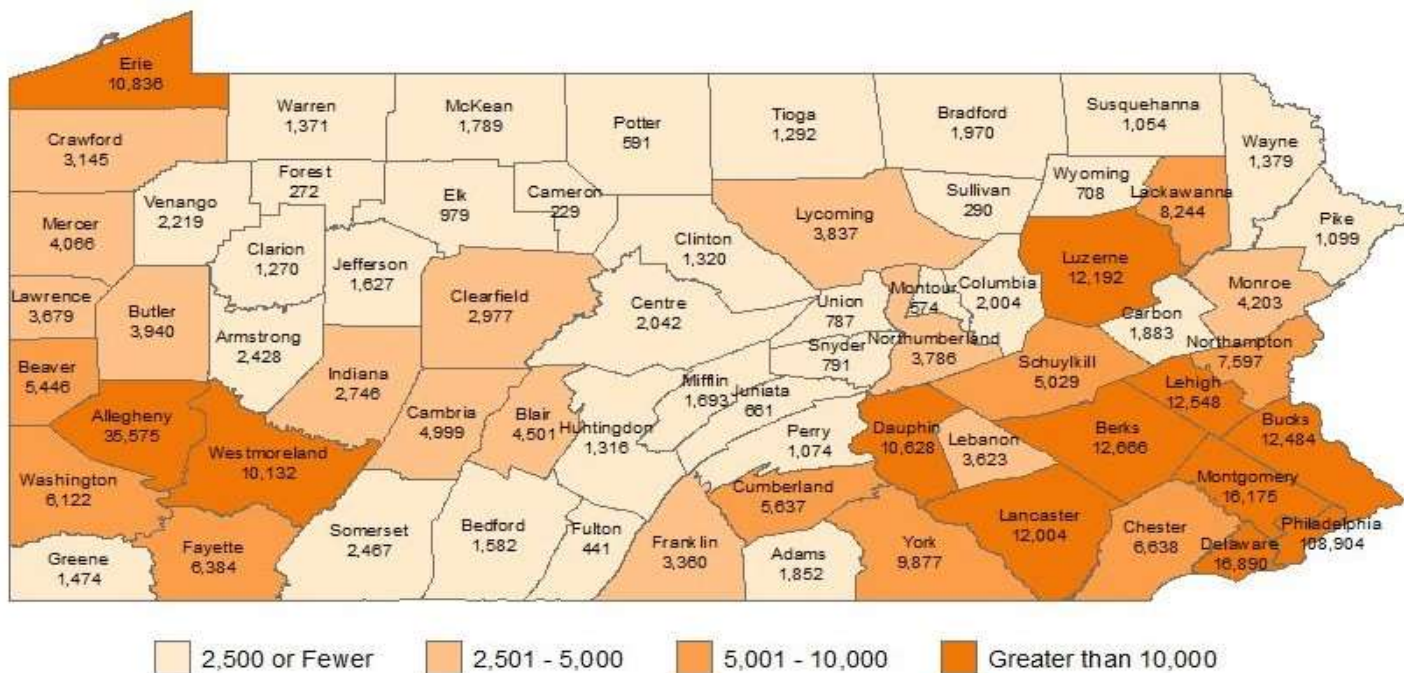 Erie
10,836
Warren
1,371
McKean
1,789
Potter
591
Tioga
1,292
Bradford
1,970
Susquehanna
1,054
Wayne
1,379
Crawford
3,145
Forest
272
Elk
979
Cameron
229
Sullivan
290
Wyoming
708
Lackawanna
8,244
Venango
2,219
Mercer
4,066
Clarion
1,270
Jefferson
1,627
Clinton
1,320
Lycoming
3,837
Pike
1,099
Luzerne
12,192
Monroe
4,203
Lawrence
3,679
Butler
3,940
Armstrong
2,428
Clearfield
2,977
Centre
2,042
Union
787
Montour
574
Columbia
2,004
Carbon
1,883
Snyder
791
Northumberland
3,786
Northampton
7,597
Schuylkill
5,029
Beaver
5,446
Indiana
2,746
Mifflin
1,693
Juniata
661
Lehigh
12,548
Allegheny
35,575
Cambria
4,999
Blair
4,501
Huntingdon
1,316
Perry
1,074
Dauphin
10,628
Lebanon
3,623
Berks
12,666
Bucks
12,484
Westmoreland
10,132
Washington
6,122
Cumberland
5,637
Montgomery
16,175
Greene
1,474
Fayette
6,384
Somerset
2,467
Bedford
1,582
Fulton
441
Franklin
3,360
Adams
1,852
York
9,877
Lancaster
12,004
Chester
6,638
Delaware
16,890
Philadelphia
108,904
2,500 or Fewer
2,501 - 5,000
5,001 - 10,000
Greater than 10,000